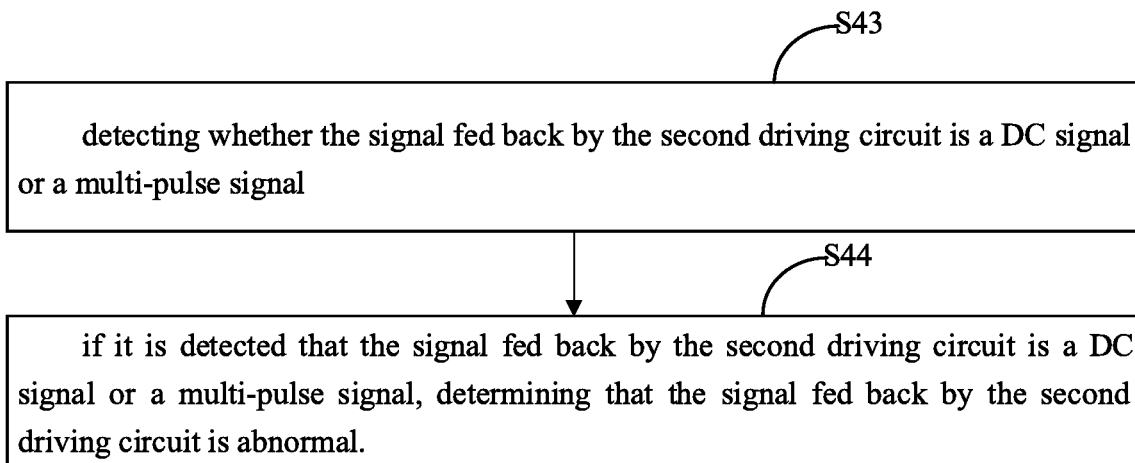 S43
detecting whether the signal fed back by the second driving circuit is a DC signal
or a multi-pulse signal
S44
if it is detected that the signal fed back by the second driving circuit is a DC
signal or a multi-pulse signal, determining that the signal fed back by the second
driving circuit is abnormal.